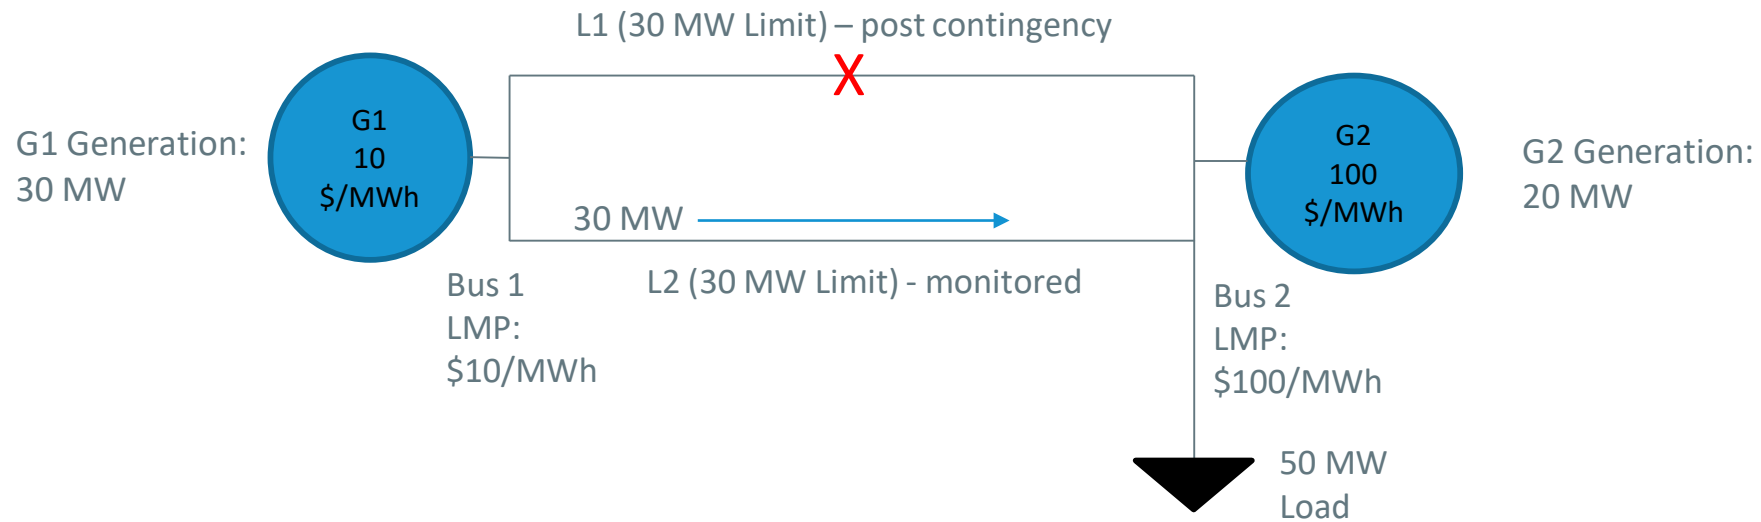 L1 (30 MW Limit) – post contingency
X
G1
10
$/MWh
G1 Generation:
30 MW
G2
100
$/MWh
G2 Generation:
20 MW
30 MW
L2 (30 MW Limit) - monitored
Bus 1
LMP:
$10/MWh
Bus 2
LMP:
$100/MWh
50 MW
Load